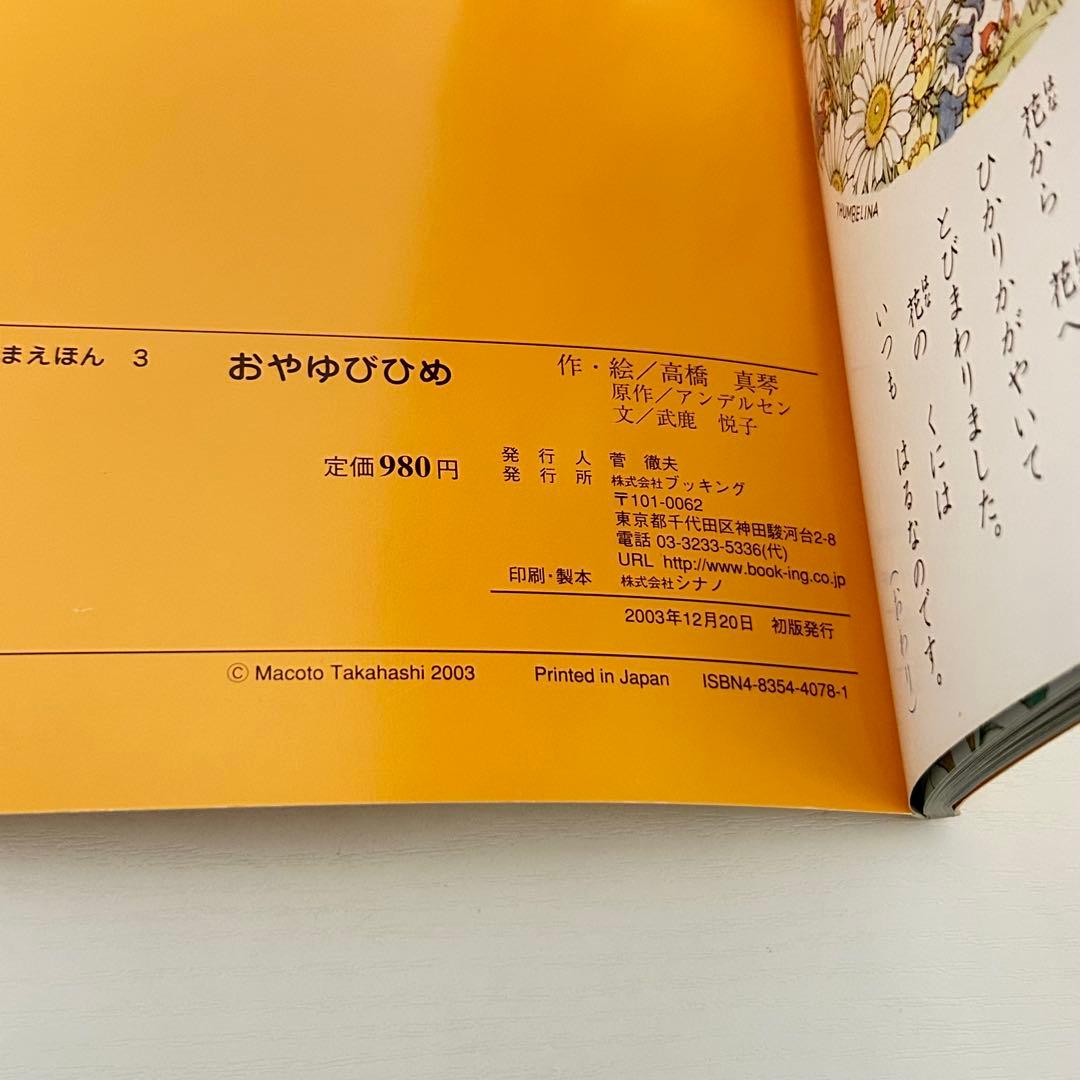 まえほん 3
おやゆびひめ
作・絵/高橋 真琴
原作/アンデルセン
文/武鹿 悦子
定価980円
発行人 菅 徹夫
発行所 株式会社ブッキング
〒101-0062
東京都千代田区神田駿河台2-8
電話 03-3233-5336(代)
URL http://www.book-ing.co.jp
印刷・製本 株式会社シナノ
2003年12月20日 初版発行
© Macoto Takahashi 2003 Printed in Japan ISBN4-8354-4078-1
THUMBELINA
花から 花へ
ひかりかがやいて
とびまわりました。
花の くには
いつも はるなのです。
(おわり)